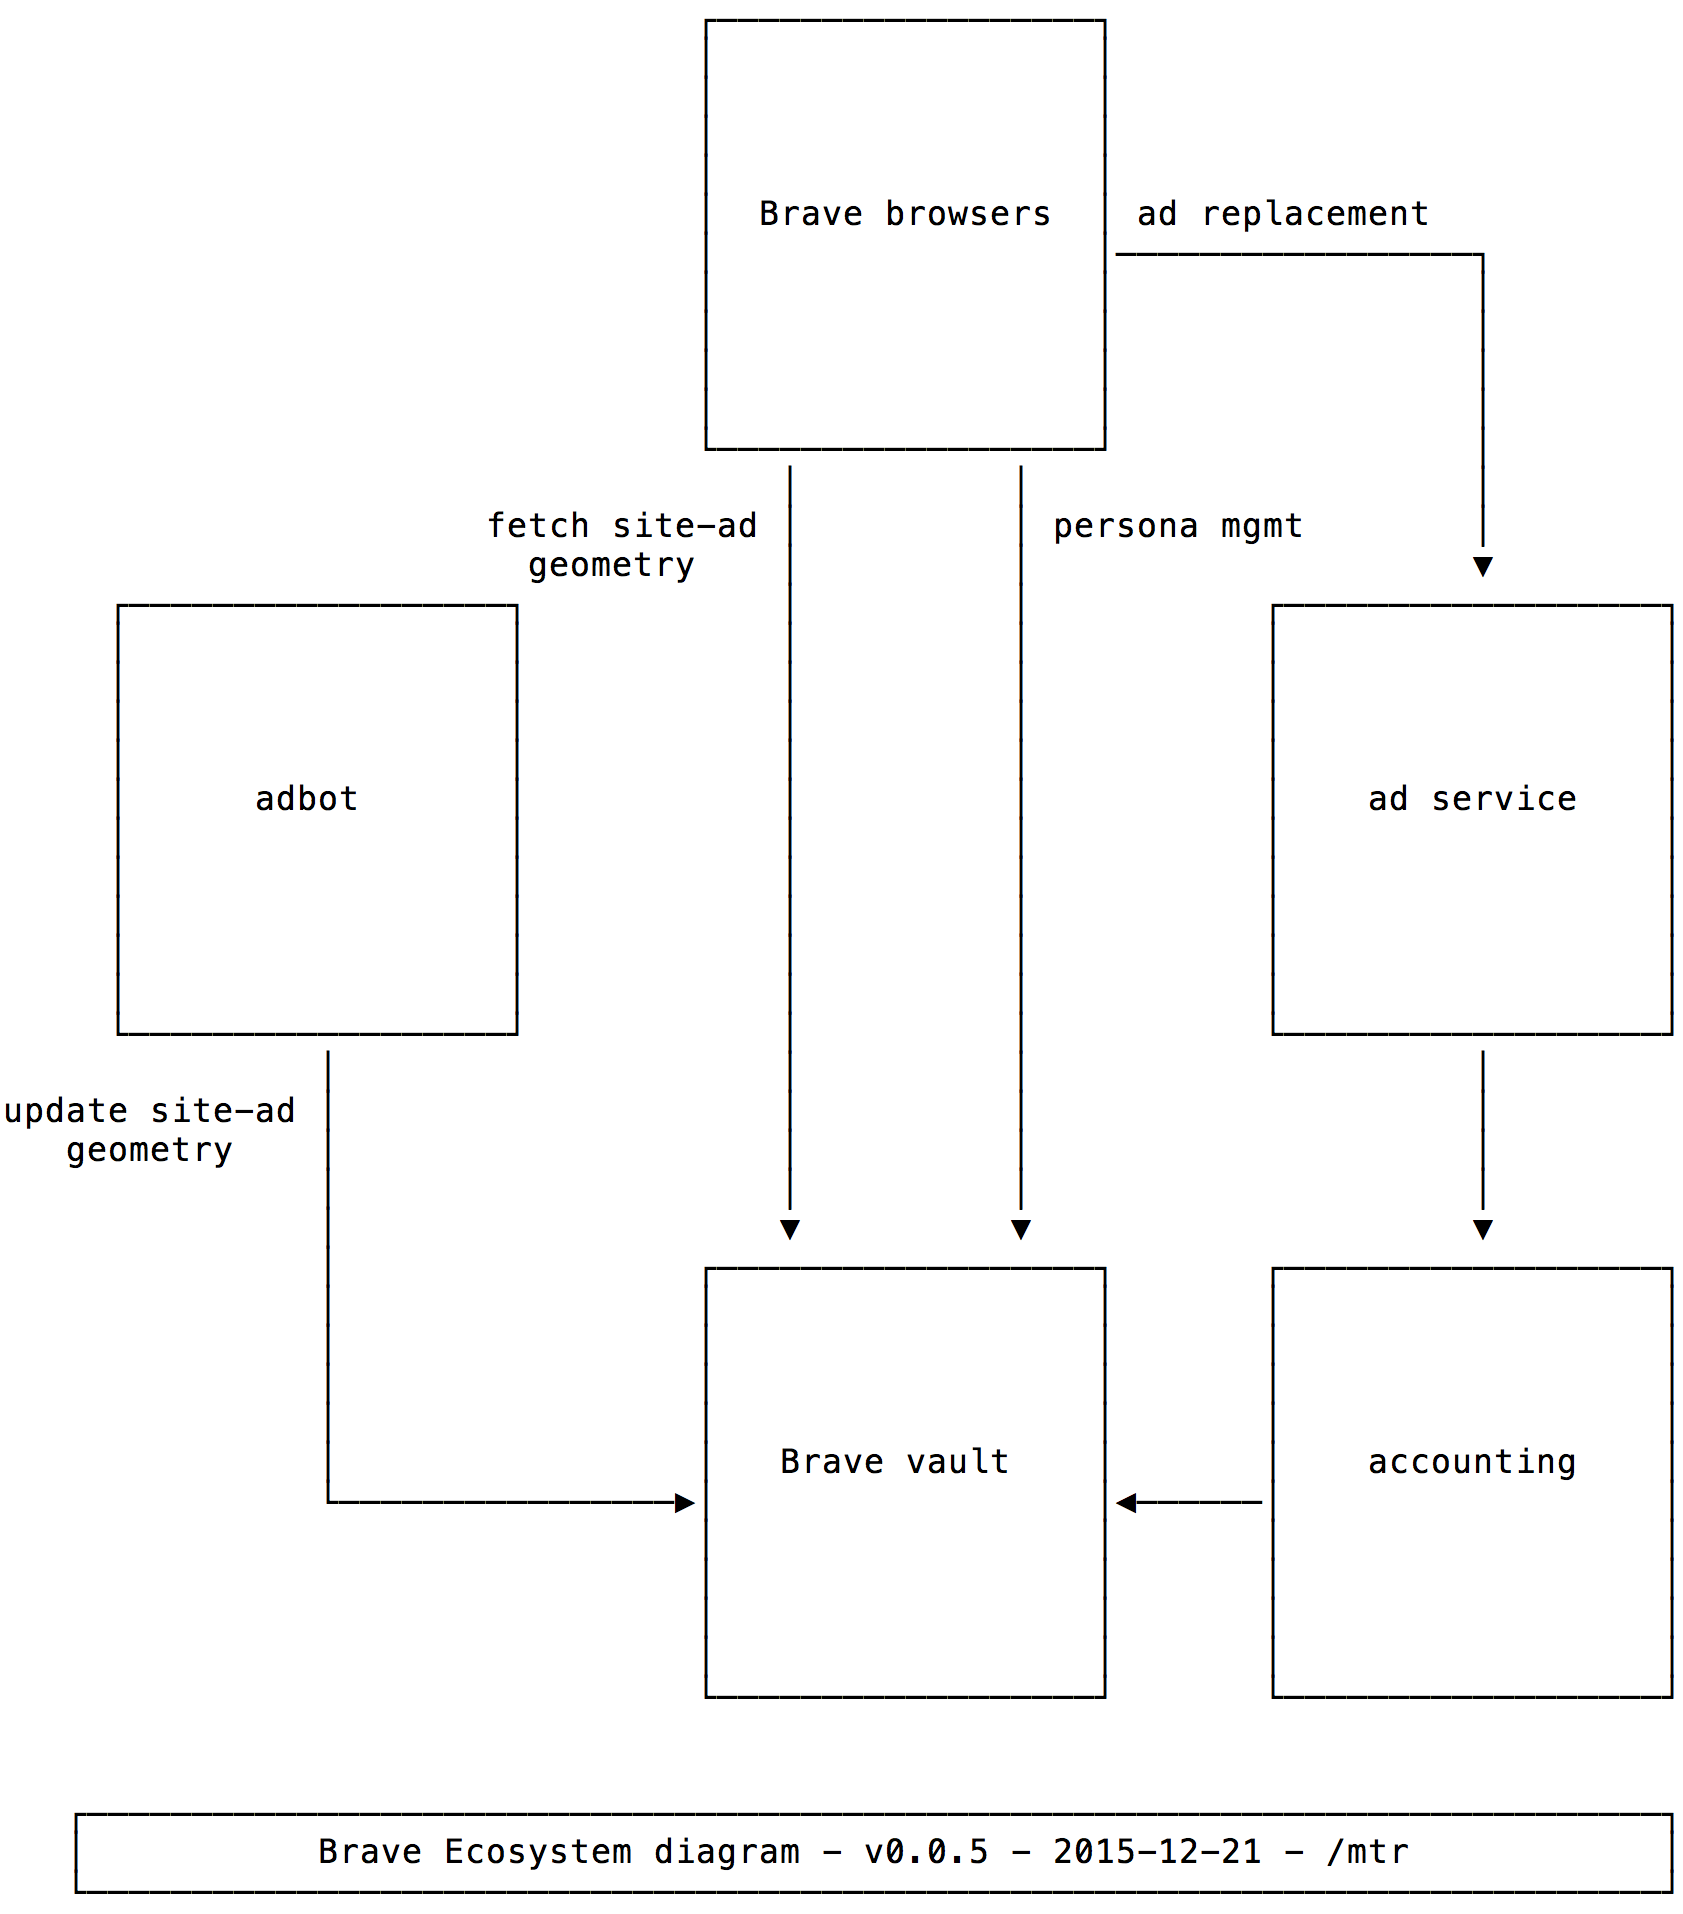 Brave browsers
ad replacement
fetch site-ad
geometry
persona mgmt
adbot
ad service
update site-ad
geometry
Brave vault
accounting
Brave Ecosystem diagram - v0.0.5 - 2015-12-21 - /mtr